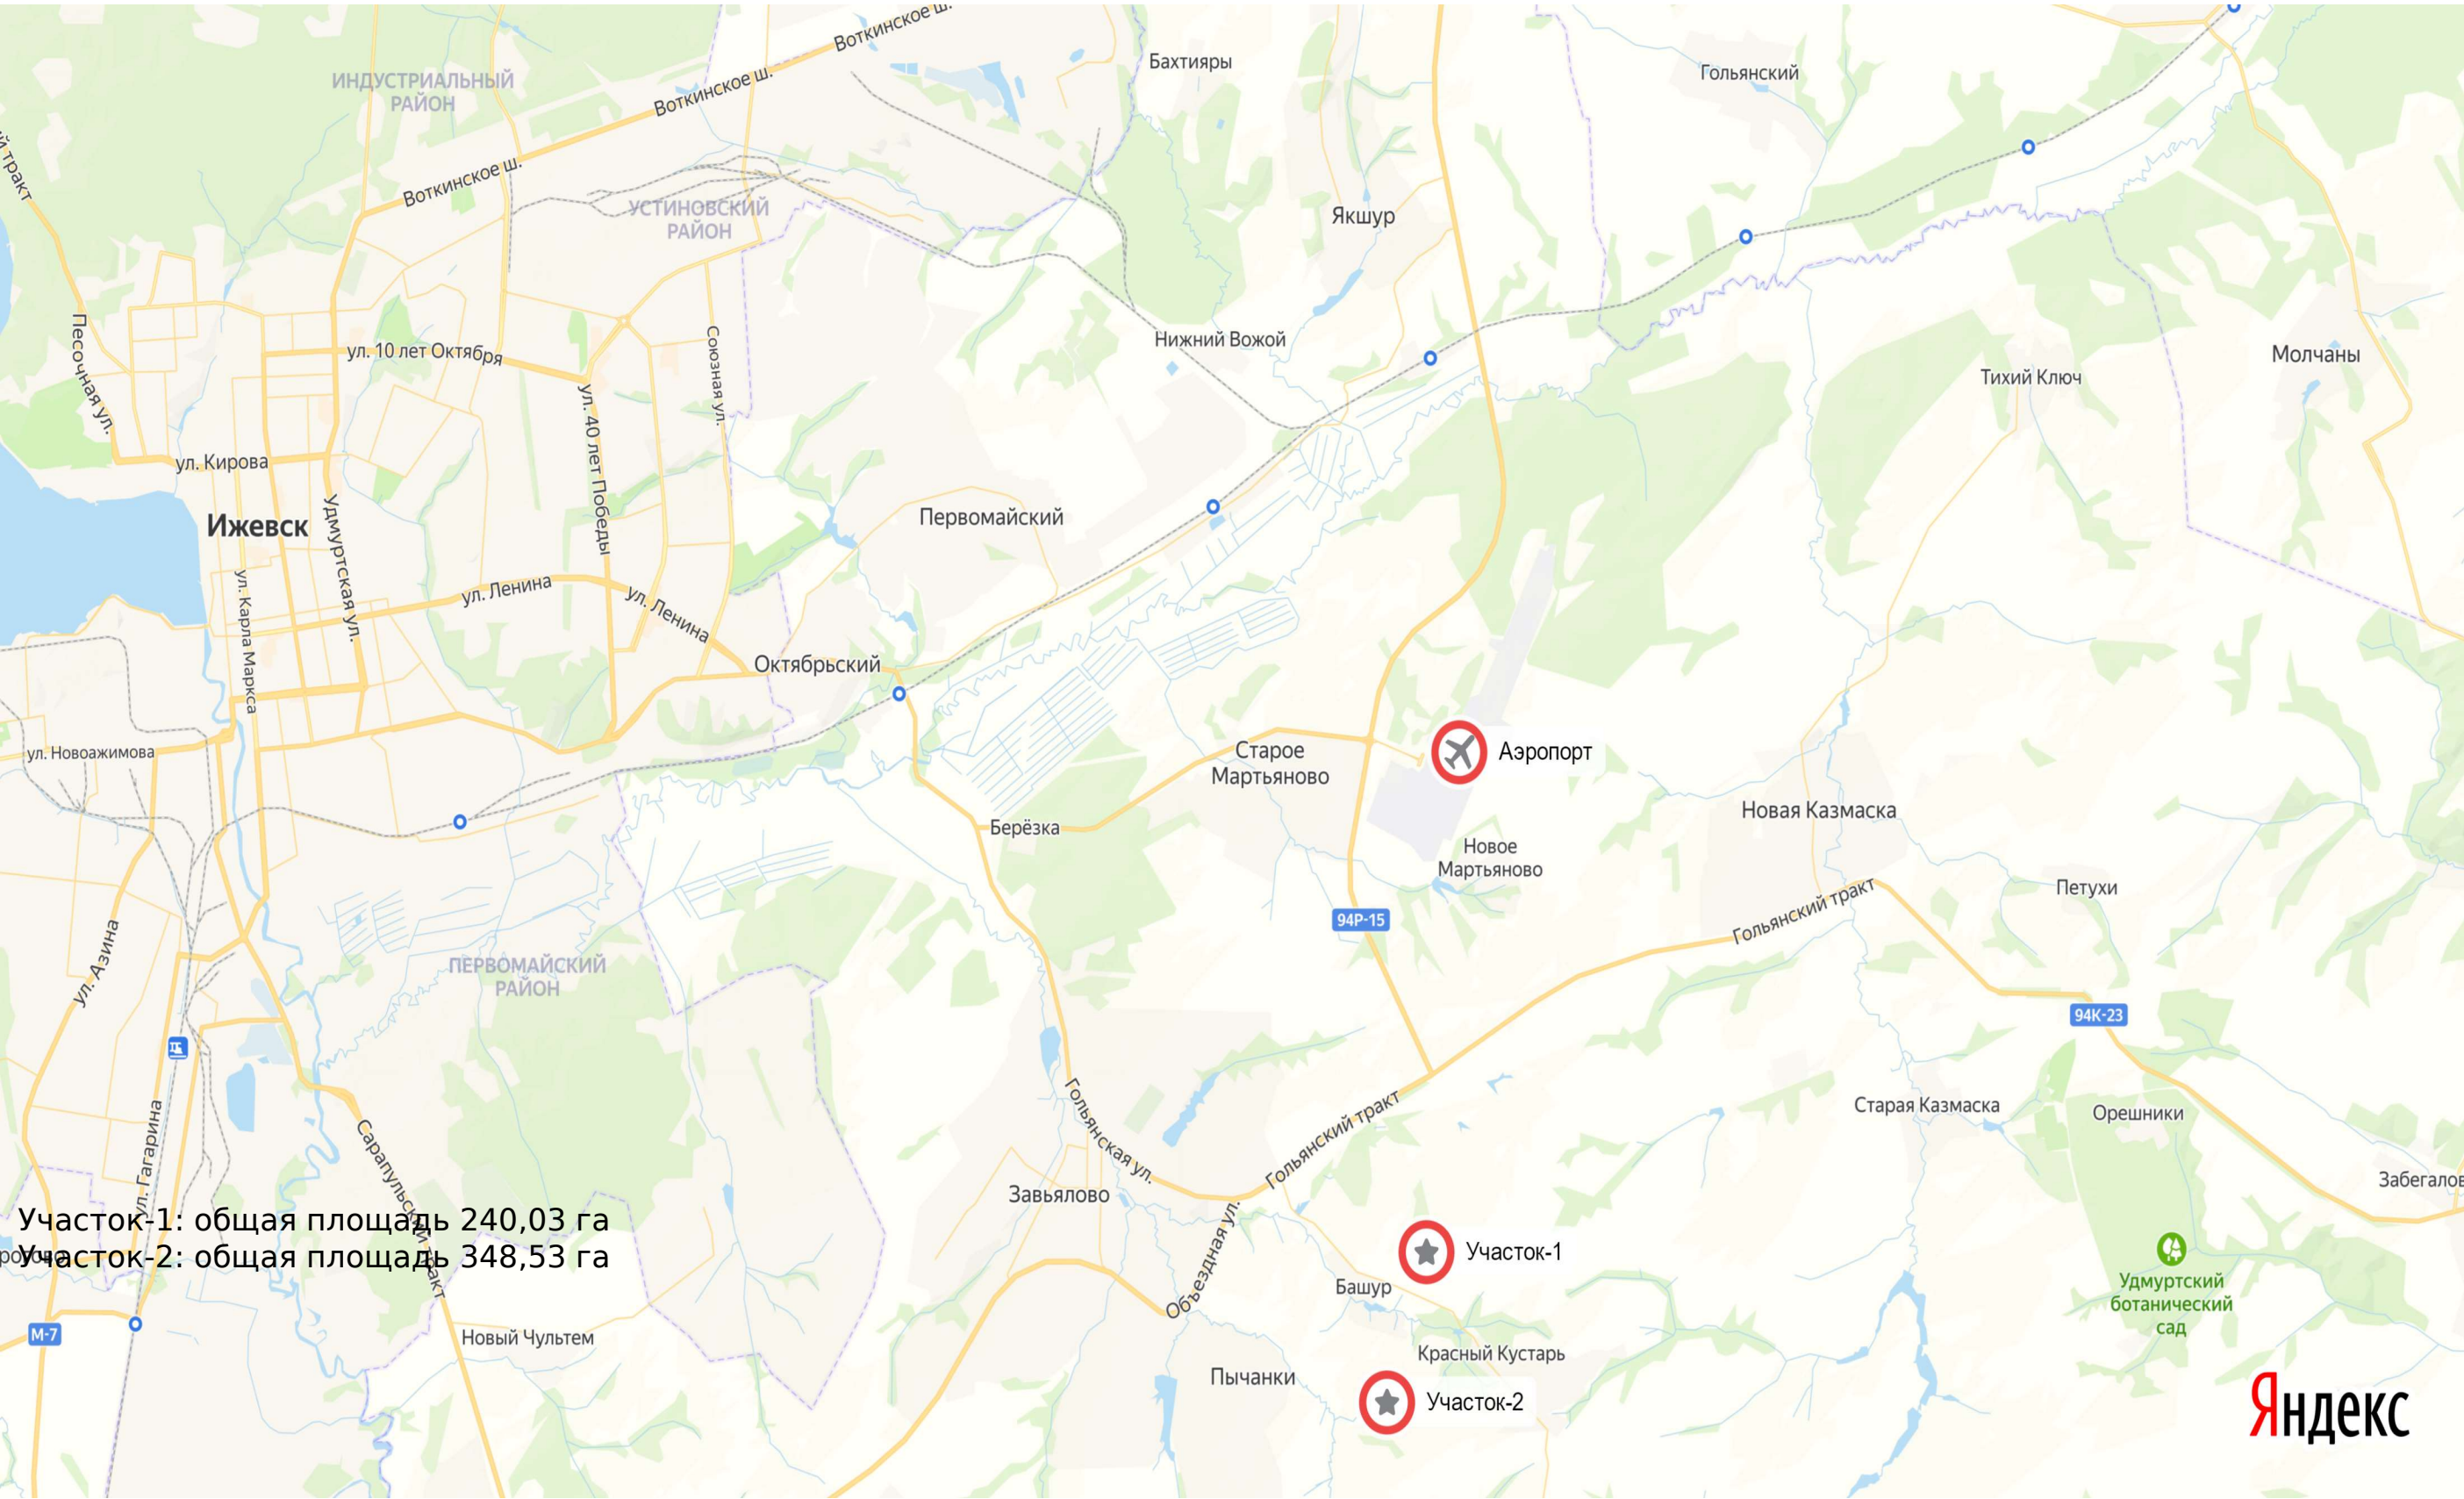 Воткинское ш.
Бахтияры
Гольянский
ИНДУСТРИАЛЬНЫЙ
РАЙОН
Воткинское ш.
й тракт
Воткинское ш.
УСТИНОВСКИЙ
РАЙОН
Якшур
Песочная ул.
ул. 10 лет Октября
Союзная ул.
Нижний Вожой
Молчаны
Тихий Ключ
ул. 40 лет Победы
ул. Кирова
Ижевск
Удмуртская ул.
Первомайский
ул. Карла Маркса
ул. Ленина
ул. Ленина
Октябрьский
ул. Новоажимова
Старое
Мартьяново
Аэропорт
Берёзка
Новая Казмаска
Новое
Мартьяново
Петухи
Гольянский тракт
94Р-15
ул. Азина
ПЕРВОМАЙСКИЙ
РАЙОН
94К-23
Гольянская ул.
Гольянский тракт
Старая Казмаска
Орешники
ул. Гагарина
Сарапульский тракт
Завьялово
Забегалов
Участок-1: общая площадь 240,03 га
Участок-2: общая площадь 348,53 га
Объездная ул.
Участок-1
Башур
Удмуртский
ботанический
сад
М-7
Новый Чультем
Красный Кустарь
Пычанки
Участок-2
Яндекс